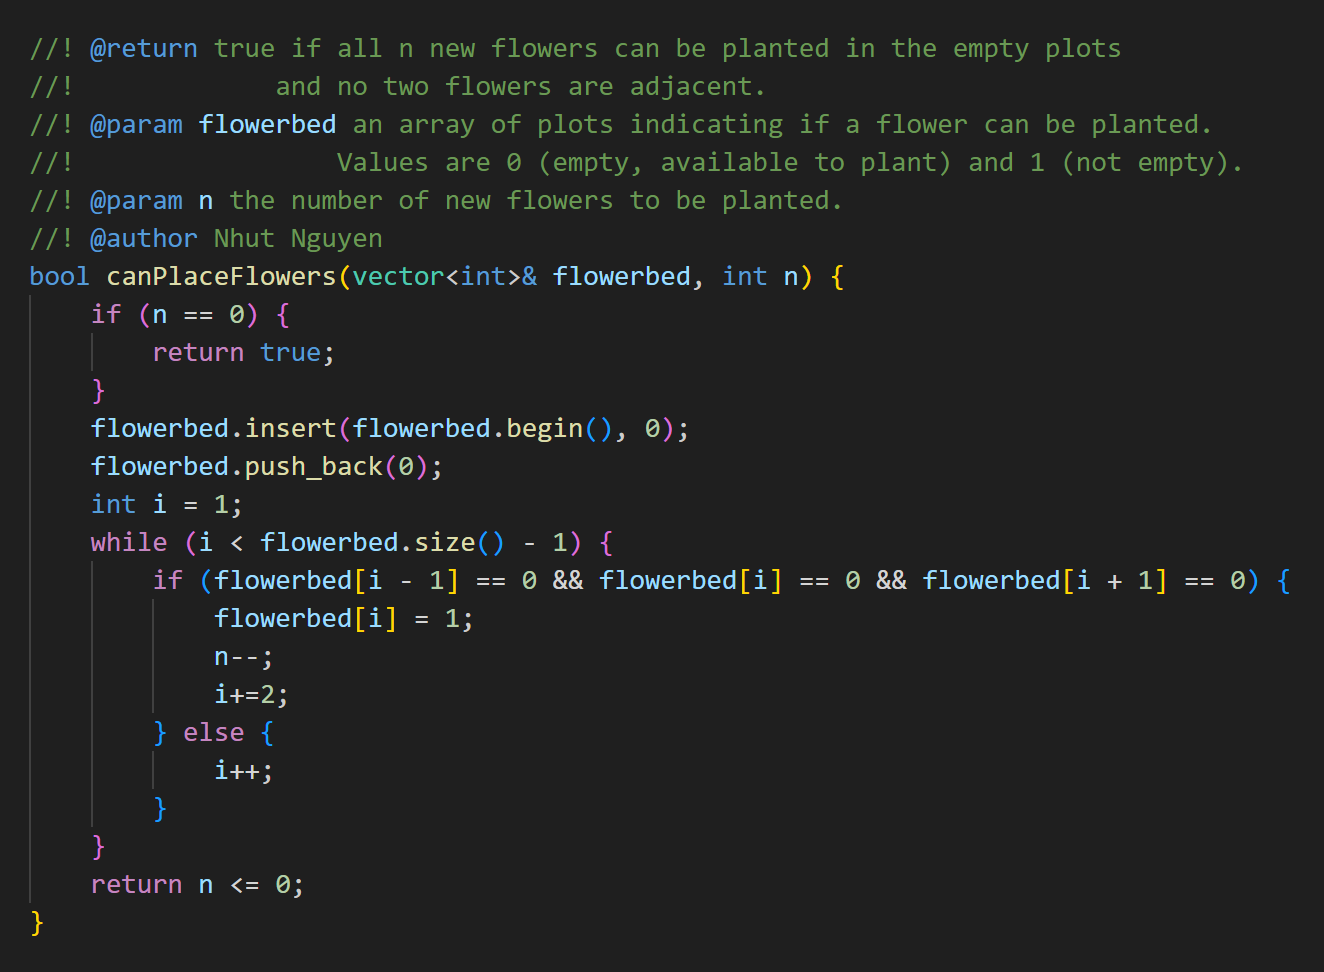 //! @return true if all n new flowers can be planted in the empty plots
//!             and no two flowers are adjacent.
//! @param flowerbed an array of plots indicating if a flower can be planted.
//!                 Values are 0 (empty, available to plant) and 1 (not empty).
//! @param n the number of new flowers to be planted.
//! @author Nhut Nguyen
bool canPlaceFlowers(vector<int>& flowerbed, int n) {
    if (n == 0) {
        return true;
    }
    flowerbed.insert(flowerbed.begin(), 0);
    flowerbed.push_back(0);
    int i = 1;
    while (i < flowerbed.size() - 1) {
        if (flowerbed[i - 1] == 0 && flowerbed[i] == 0 && flowerbed[i + 1] == 0) {
            flowerbed[i] = 1;
            n--;
            i+=2;
        } else {
            i++;
        }
    }
    return n <= 0;
}